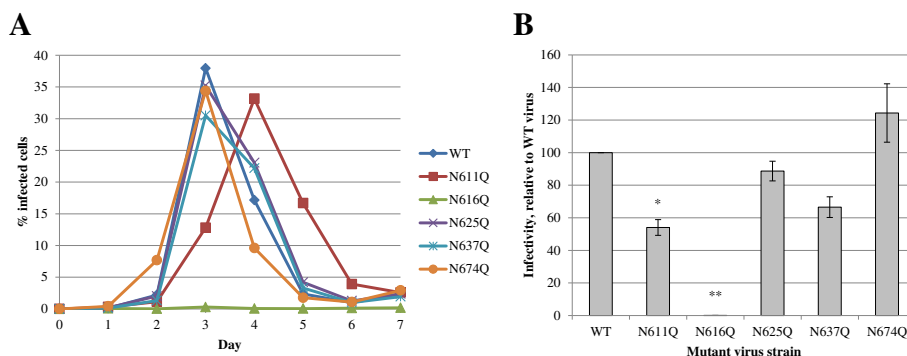 A
% infected cells
40
35
30
25
20
15
10
5
0
0 1 2 3 4 5 6 7
Day
WT
N611Q
N616Q
N625Q
N637Q
N674Q
B
Infectivity, relative to WT virus
160
140
120
100
80
60
40
20
0
*
**
WT N611Q N616Q N625Q N637Q N674Q
Mutant virus strain